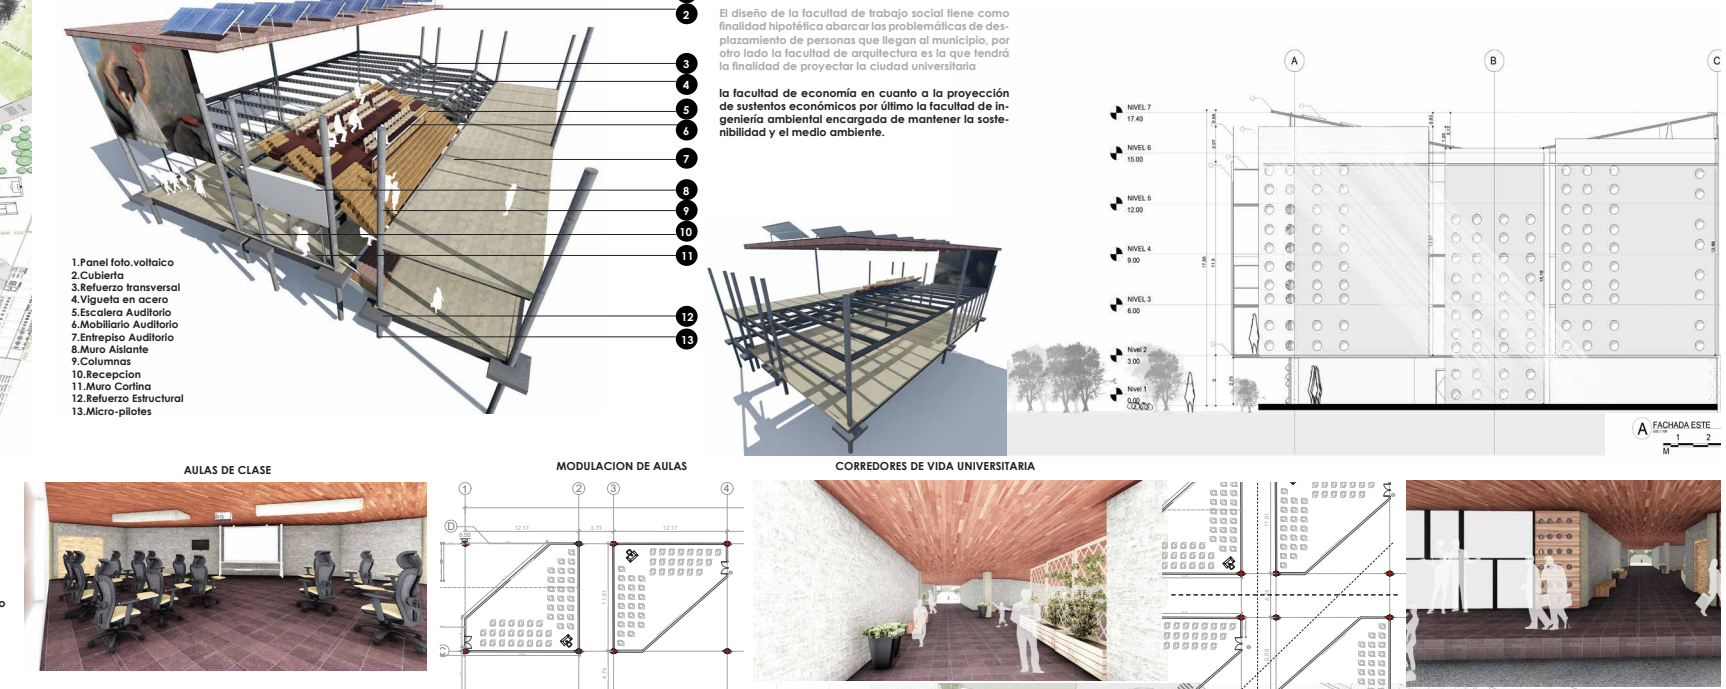 2
3
4
5
6
7
8
9
10
11
12
13
1.Panel foto.voltaico
2.Cubierta
3.Refuerzo transversal
4.Vigueta en acero
5.Escalera Auditorio
6.Mobiliario Auditorio
7.Entrepiso Auditorio
8.Muro Aislante
9.Columnas
10.Recepcion
11.Muro Cortina
12.Refuerzo Estructural
13.Micro-pilotes
El diseño de la facultad de trabajo social tiene como
finalidad hipotética abarcar las problemáticas de des-
plazamiento de personas que llegan al municipio, por
otro lado la facultad de arquitectura es la que tendrá
la finalidad de proyectar la ciudad universitaria
la facultad de economía en cuanto a la proyección
de sustentos económicos por último la facultad de in-
geniería ambiental encargada de mantener la soste-
nibilidad y el medio ambiente.
A
B
C
NIVEL 7
17.40
NIVEL 6
15.00
NIVEL 5
12.00
NIVEL 4
9.00
NIVEL 3
6.00
Nivel 2
3.00
Nivel 1
0.00
A FACHADA ESTE
1 2
M
AULAS DE CLASE
MODULACION DE AULAS
CORREDORES DE VIDA UNIVERSITARIA
1
2
3
4
12.17
3.73
12.17
D
0.50
11.01
4.74
11.01